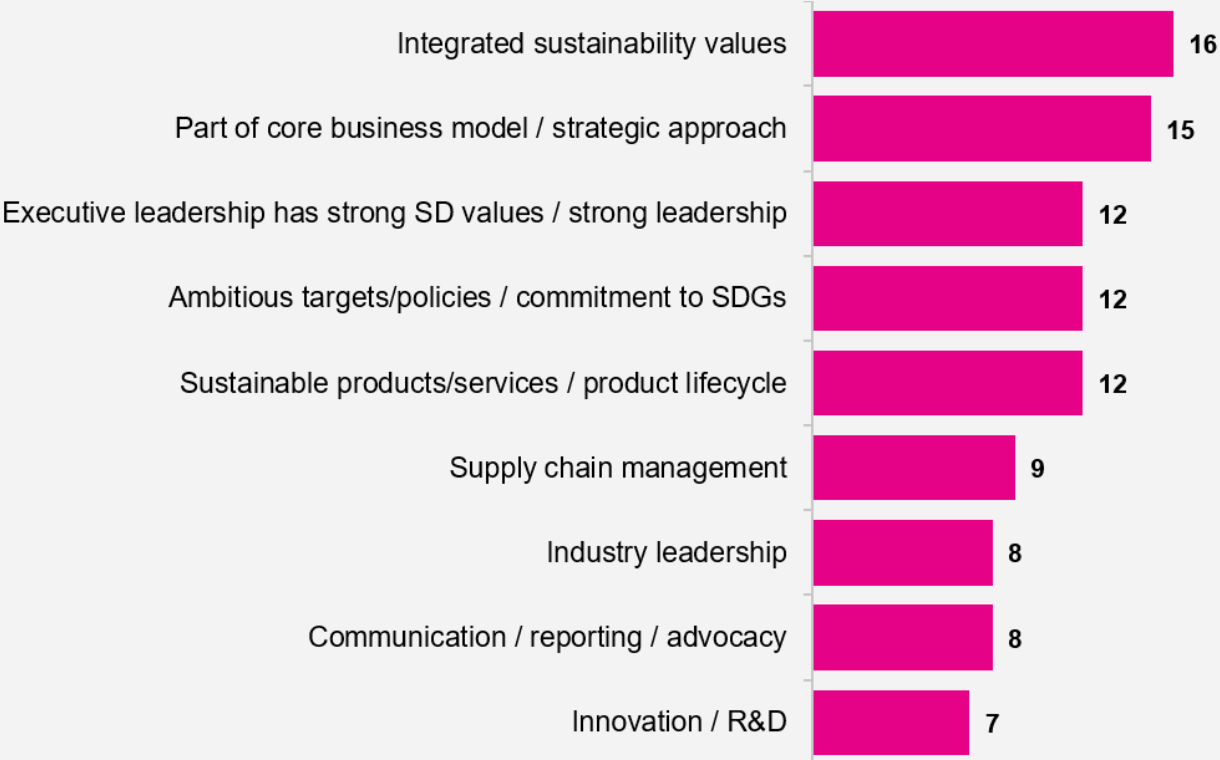 Integrated sustainability values 16
Part of core business model / strategic approach 15
Executive leadership has strong SD values / strong leadership 12
Ambitious targets/policies / commitment to SDGs 12
Sustainable products/services / product lifecycle 12
Supply chain management 9
Industry leadership 8
Communication / reporting / advocacy 8
Innovation / R&D 7